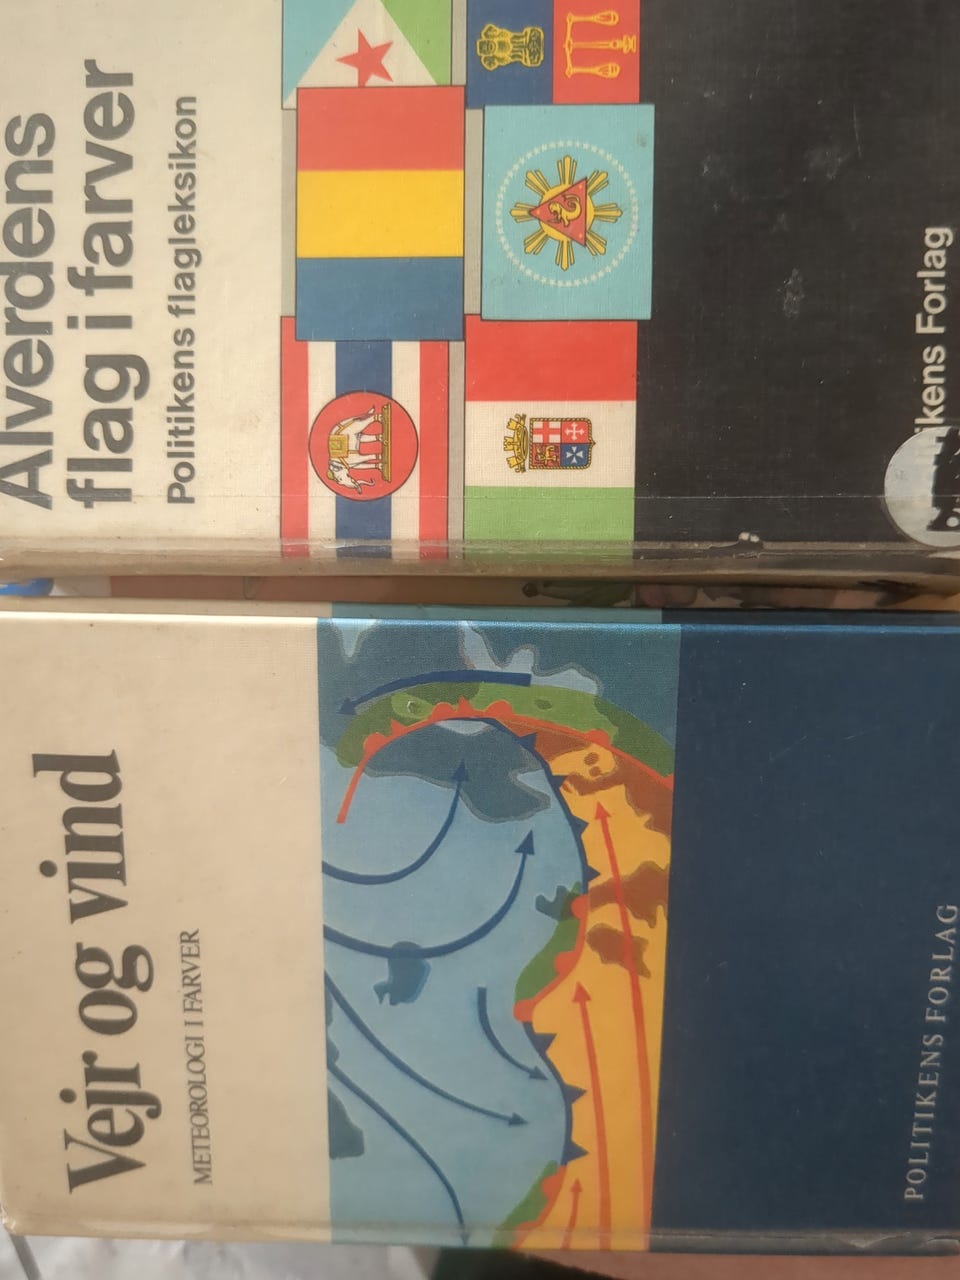 Alverdens
flag i farver
Politikens flagleksikon
kens Forlag
Vejr og vind
METEOROLOGI I FARVER
POLITIKENS FORLAG